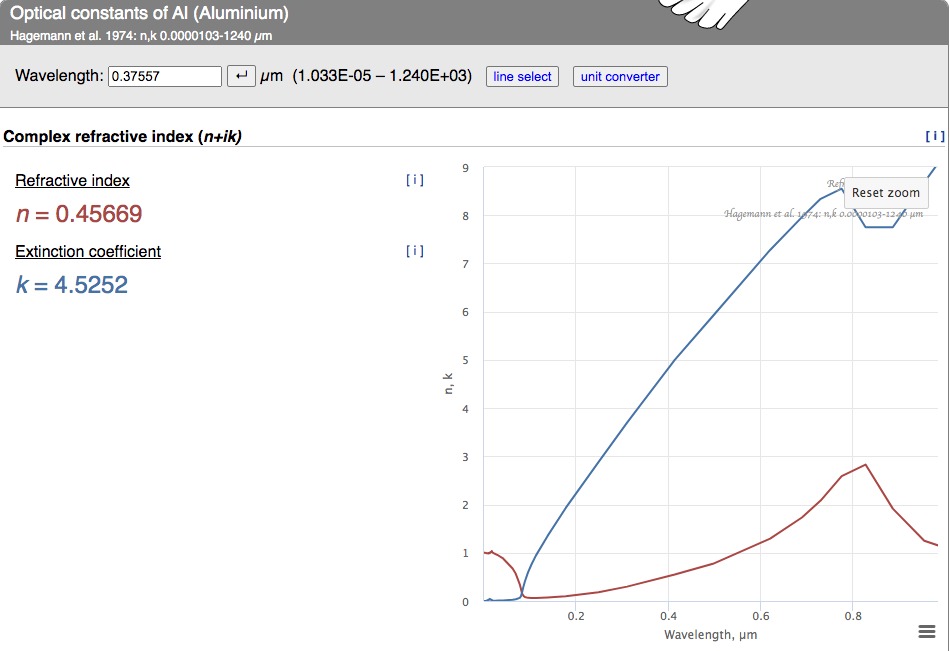 Optical constants of Al (Aluminium)
Hagemann et al. 1974: n,k 0.0000103-1240 µm
Wavelength: 0.37557 ↵ µm (1.033E-05 – 1.240E+03) line select unit converter
Complex refractive index (n+ik) [ i ]
Refractive index [ i ]
n = 0.45669
Extinction coefficient [ i ]
k = 4.5252
Ref
Reset zoom
Hagemann et al. 1974: n,k 0.0000103-1240 µm
9
8
7
6
5
4
3
2
1
0
n, k
0.2 0.4 0.6 0.8
Wavelength, µm